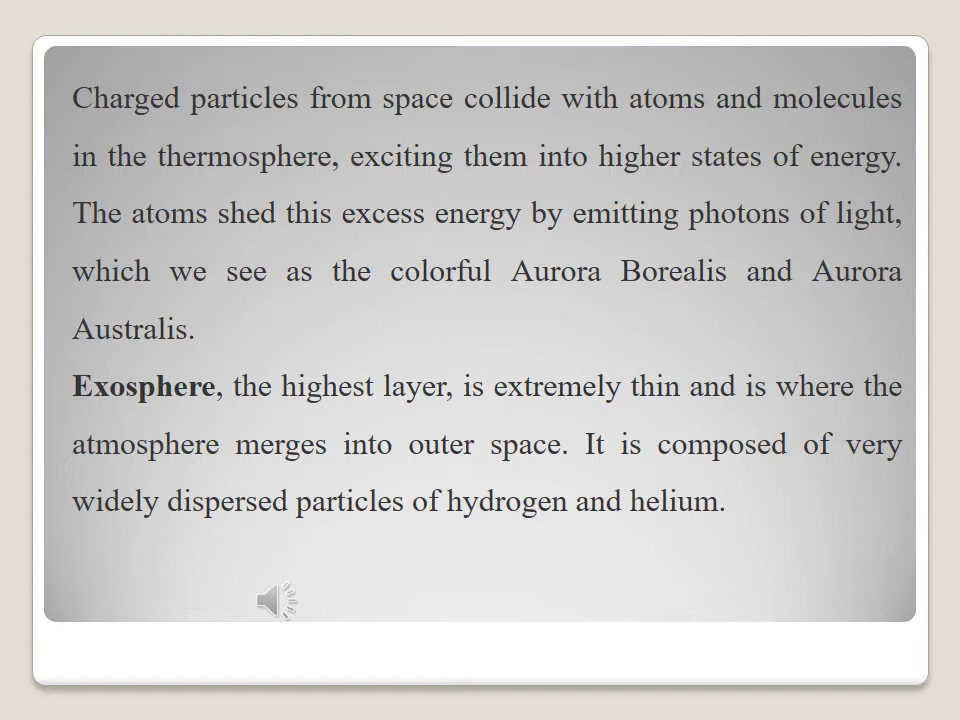 Charged particles from space collide with atoms and molecules
in the thermosphere, exciting them into higher states of energy.
The atoms shed this excess energy by emitting photons of light,
which we see as the colorful Aurora Borealis and Aurora
Australis.
Exosphere, the highest layer, is extremely thin and is where the
atmosphere merges into outer space. It is composed of very
widely dispersed particles of hydrogen and helium.